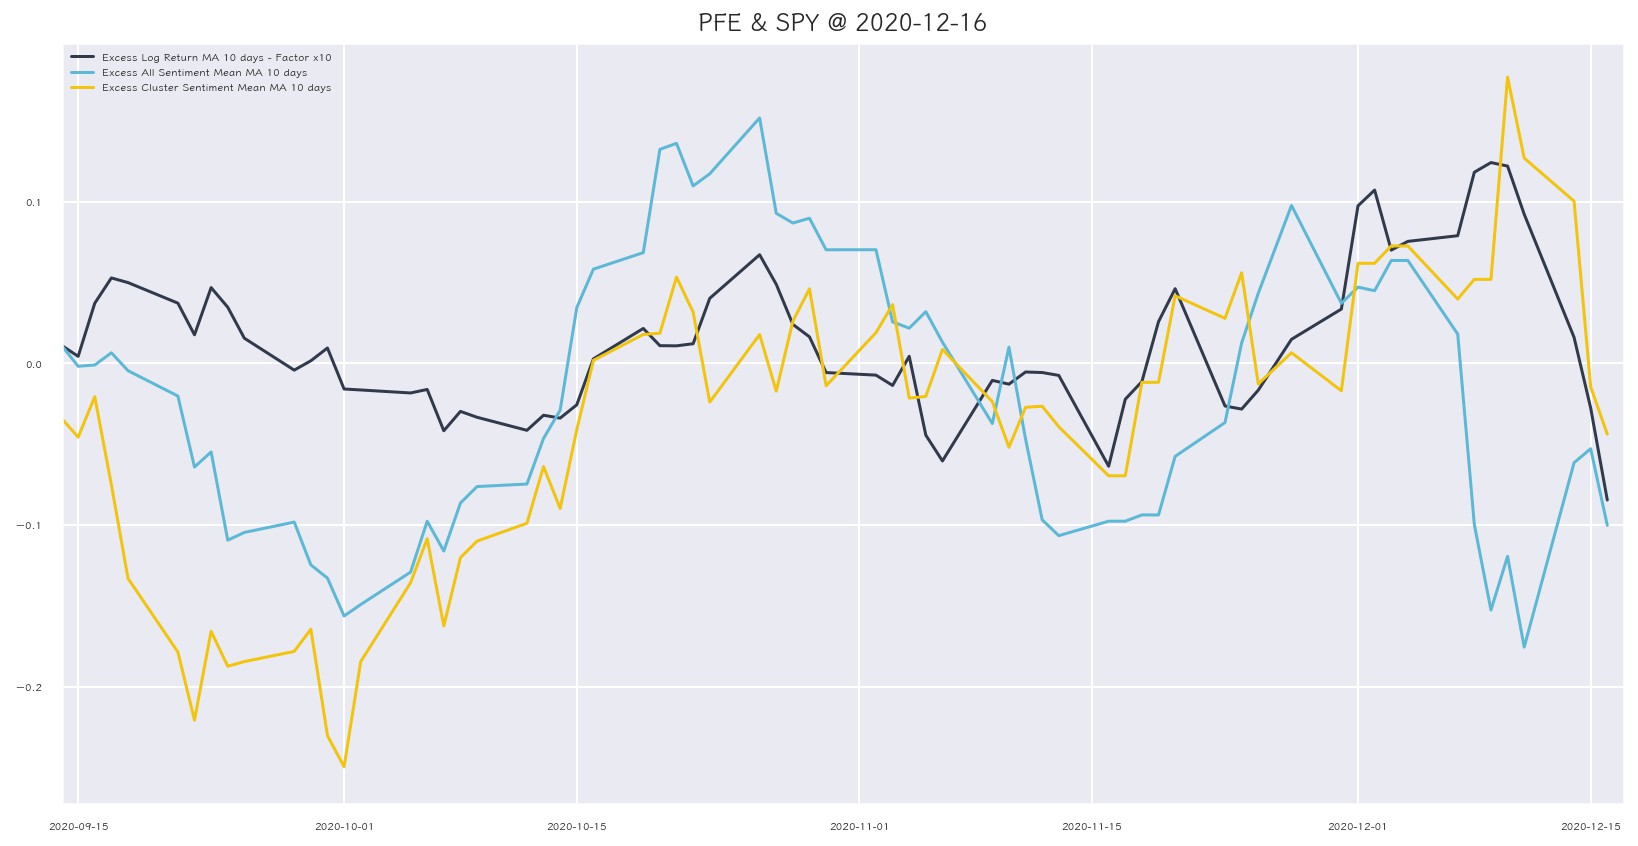 PFE & SPY @ 2020-12-16
Excess Log Return MA 10 days - Factor x10
Excess All Sentiment Mean MA 10 days
Excess Cluster Sentiment Mean MA 10 days
0.1
0.0
−0.1
−0.2
2020-09-15 2020-10-01 2020-10-15 2020-11-01 2020-11-15 2020-12-01 2020-12-15